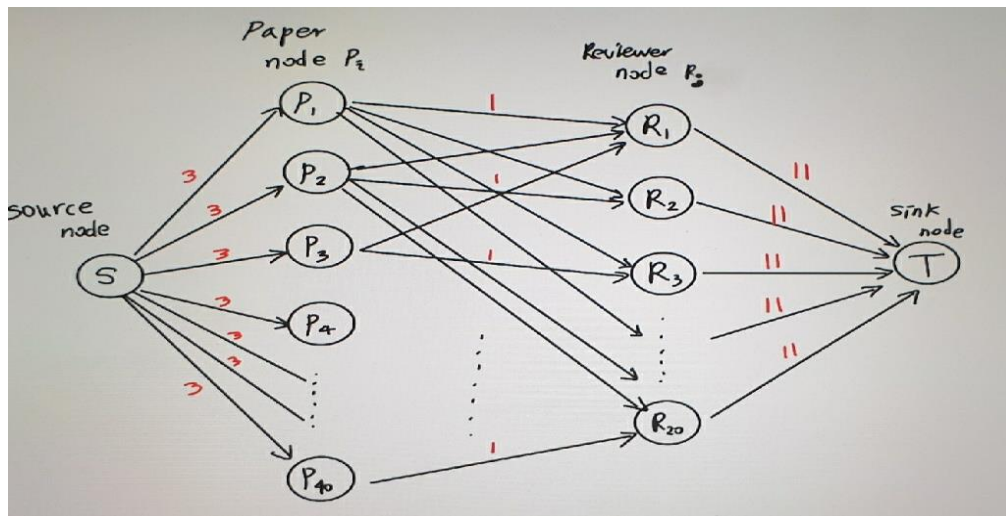 Paper
node Pi
Reviewer
node Rj
Source
node
Sink
node
S
P1
P2
P3
P4
P40
R1
R2
R3
R20
T
3
3
3
3
3
3
3
1
1
1
1
11
11
11
11
11